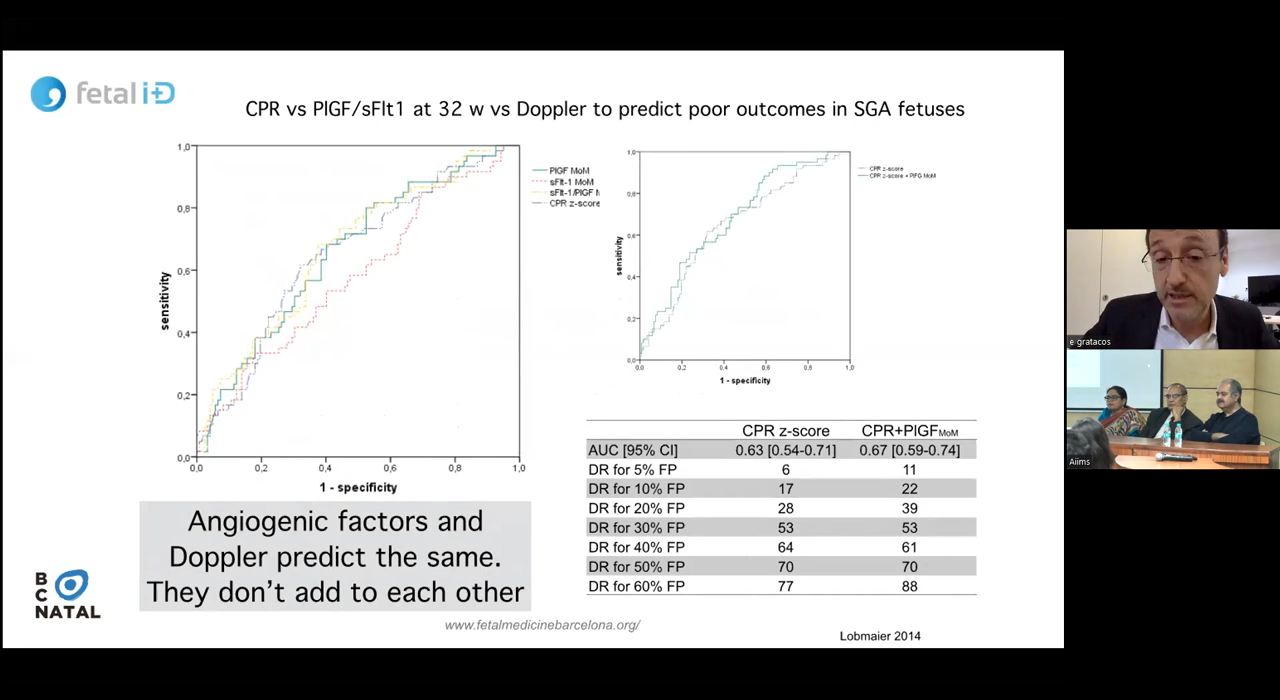 fetal i+D
CPR vs PlGF/sFlt1 at 32 w vs Doppler to predict poor outcomes in SGA fetuses
1,0
0,8
0,6
0,4
0,2
0,0
sensitivity
0,0 0,2 0,4 0,6 0,8 1,0
1 - specificity
PlGF MoM
sFlt-1 MoM
sFlt-1/PlGF M
CPR z-score
1,0
0,8
0,6
0,4
0,2
0,0
sensitivity
0,0 0,2 0,4 0,6 0,8 1,0
1 - specificity
CPR z-score
CPR z-score + PlFG MoM
CPR z-score CPR+PlGFMoM
AUC [95% CI] 0.63 [0.54-0.71] 0.67 [0.59-0.74]
DR for 5% FP 6 11
DR for 10% FP 17 22
DR for 20% FP 28 39
DR for 30% FP 53 53
DR for 40% FP 64 61
DR for 50% FP 70 70
DR for 60% FP 77 88
Angiogenic factors and
Doppler predict the same.
They don't add to each other
B
C
NATAL
www.fetalmedicinebarcelona.org/
Lobmaier 2014
e gratacos
Aiims